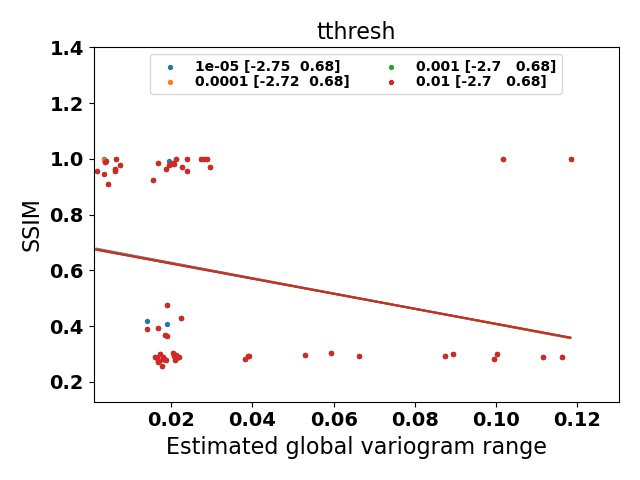 tthresh
1e-05 [-2.75  0.68]
0.0001 [-2.72  0.68]
0.001 [-2.7   0.68]
0.01 [-2.7   0.68]
SSIM
1.4
1.2
1.0
0.8
0.6
0.4
0.2
0.02 0.04 0.06 0.08 0.10 0.12
Estimated global variogram range